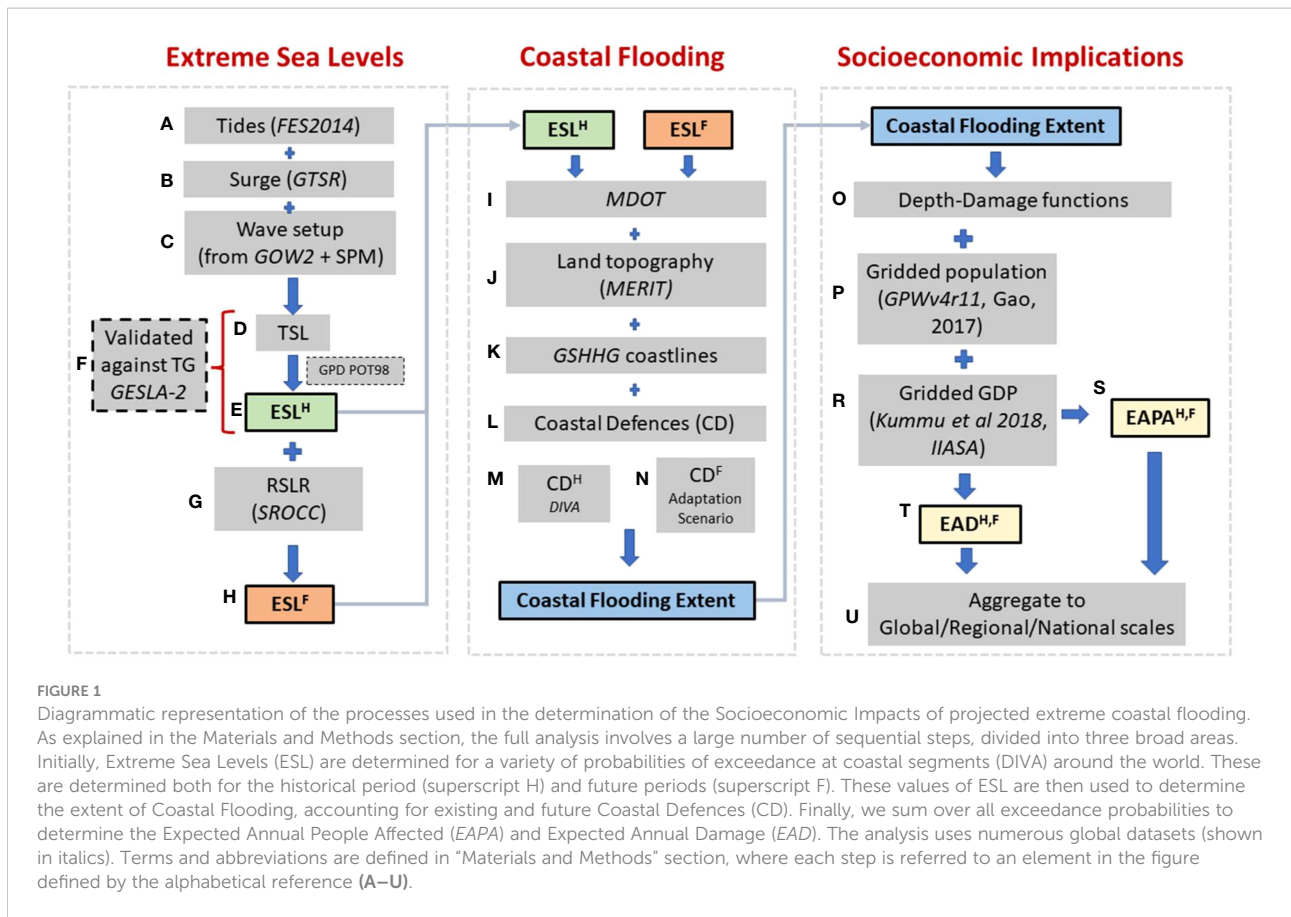 Extreme Sea Levels
A
Tides (FES2014)
+
B
Surge (GTSR)
+
C
Wave setup
(from GOW2 + SPM)
D
TSL
GPD POT98
F
Validated
against TG
GESLA-2
E
ESLᴴ
+
G
RSLR
(SROCC)
H
ESLF
Coastal Flooding
ESLᴴ
ESLF
I
MDOT
+
J
Land topography
(MERIT)
+
K
GSHHG coastlines
+
L
Coastal Defences (CD)
M
CDᴴ
DIVA
N
CDF
Adaptation
Scenario
Coastal Flooding Extent
Socioeconomic Implications
Coastal Flooding Extent
O
Depth-Damage functions
+
P
Gridded population
(GPWv4r11, Gao,
2017)
+
R
Gridded GDP
(Kummu et al 2018,
IIASA)
S
EAPAH,F
T
EADH,F
U
Aggregate to
Global/Regional/National scales
FIGURE 1
Diagrammatic representation of the processes used in the determination of the Socioeconomic Impacts of projected extreme coastal flooding.
As explained in the Materials and Methods section, the full analysis involves a large number of sequential steps, divided into three broad areas.
Initially, Extreme Sea Levels (ESL) are determined for a variety of probabilities of exceedance at coastal segments (DIVA) around the world. These
are determined both for the historical period (superscript H) and future periods (superscript F). These values of ESL are then used to determine
the extent of Coastal Flooding, accounting for existing and future Coastal Defences (CD). Finally, we sum over all exceedance probabilities to
determine the Expected Annual People Affected (EAPA) and Expected Annual Damage (EAD). The analysis uses numerous global datasets (shown
in italics). Terms and abbreviations are defined in “Materials and Methods” section, where each step is referred to an element in the figure
defined by the alphabetical reference (A–U).